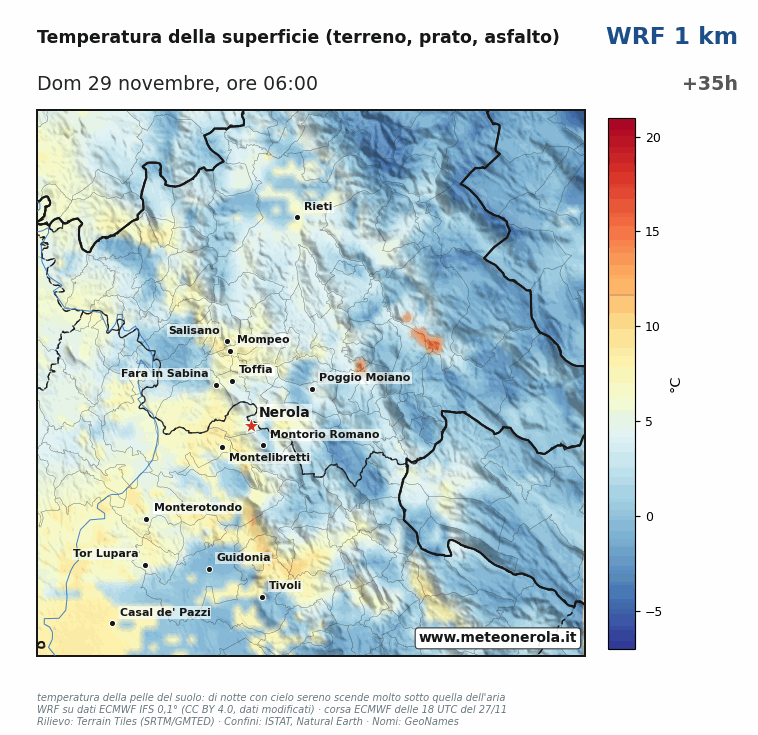 Temperatura della superficie (terreno, prato, asfalto)
WRF 1 km
Dom 29 novembre, ore 06:00
+35h
Rieti
Salisano
Mompeo
Toffia
Fara in Sabina
Poggio Moiano
Nerola
Montorio Romano
Montelibretti
Monterotondo
Tor Lupara
Guidonia
Tivoli
Casal de' Pazzi
www.meteonerola.it
20
15
10
5
0
−5
°C
temperatura della pelle del suolo: di notte con cielo sereno scende molto sotto quella dell'aria
WRF su dati ECMWF IFS 0,1° (CC BY 4.0, dati modificati) · corsa ECMWF delle 18 UTC del 27/11
Rilievo: Terrain Tiles (SRTM/GMTED) · Confini: ISTAT, Natural Earth · Nomi: GeoNames